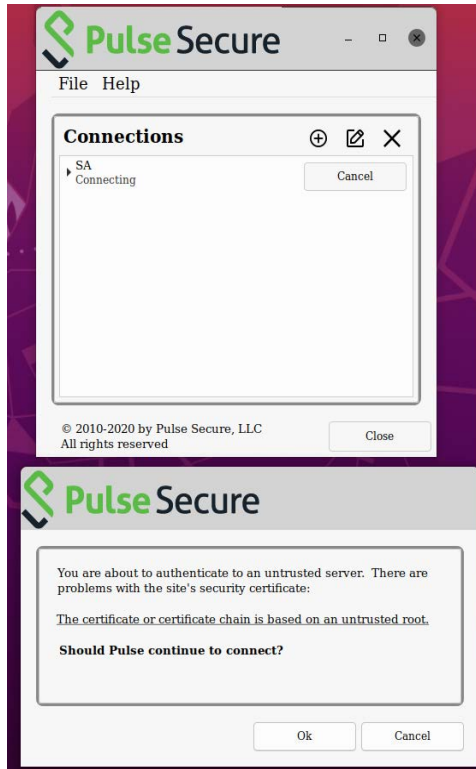 Pulse Secure
File Help
Connections
SA
Connecting
Cancel
© 2010-2020 by Pulse Secure, LLC
All rights reserved
Close
Pulse Secure
You are about to authenticate to an untrusted server. There are
problems with the site's security certificate:
The certificate or certificate chain is based on an untrusted root.
Should Pulse continue to connect?
Ok
Cancel